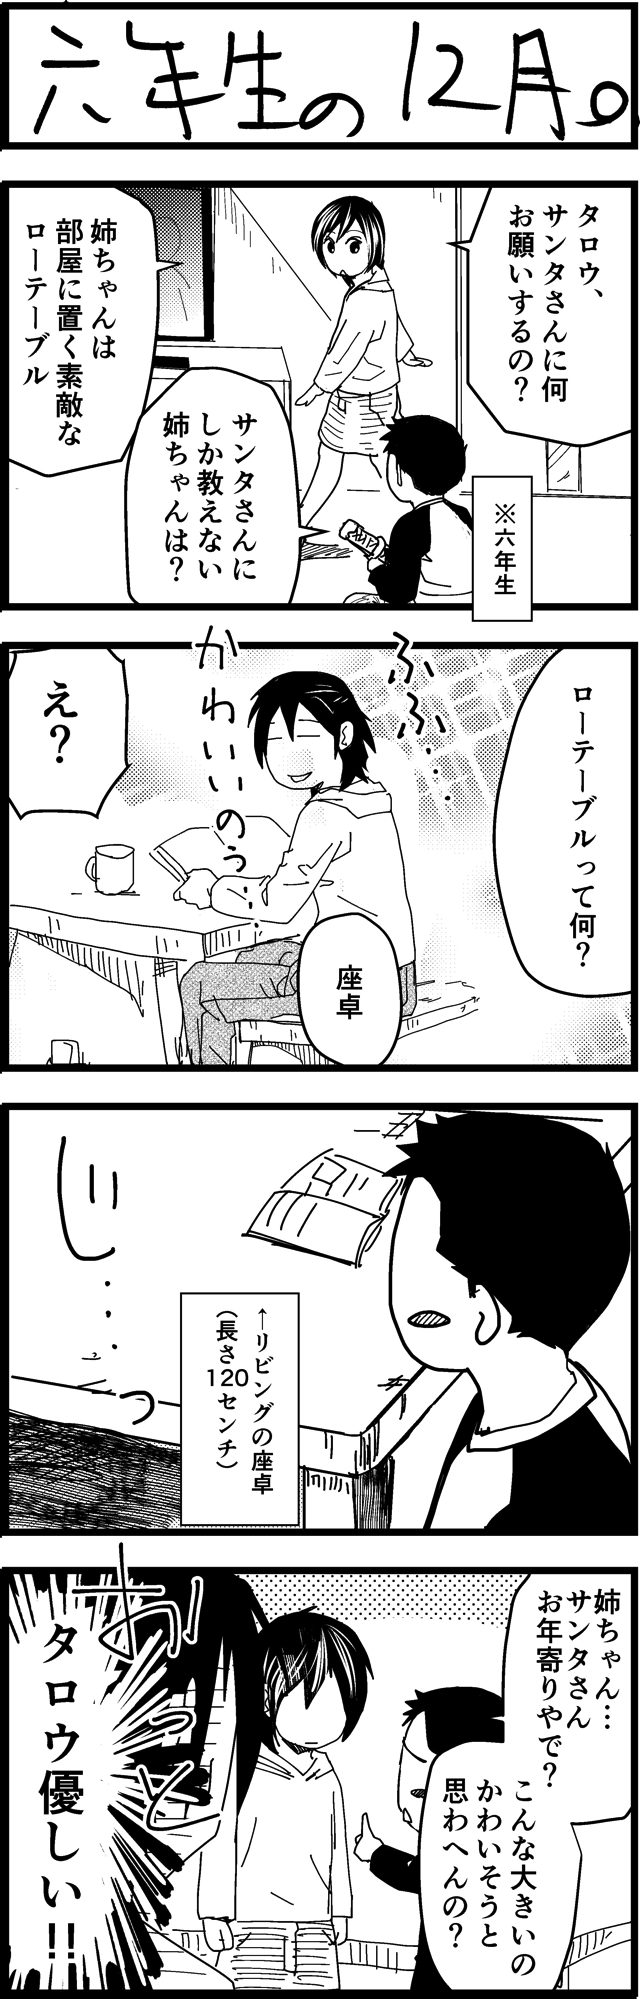 六年生の12月。
タロウ、
サンタさんに何
お願いするの？
サンタさんに
しか教えない
姉ちゃんは？
姉ちゃんは
部屋に置く素敵な
ローテーブル
※六年生
ローテーブルって何？
座卓
え？
ふふ…
かわいいのぅ…
じ…っ
←リビングの座卓
（長さ120センチ）
姉ちゃん…
サンタさん
お年寄りやで？
こんな大きいの
かわいそうと
思わへんの？
おっと
タロウ優しい!!